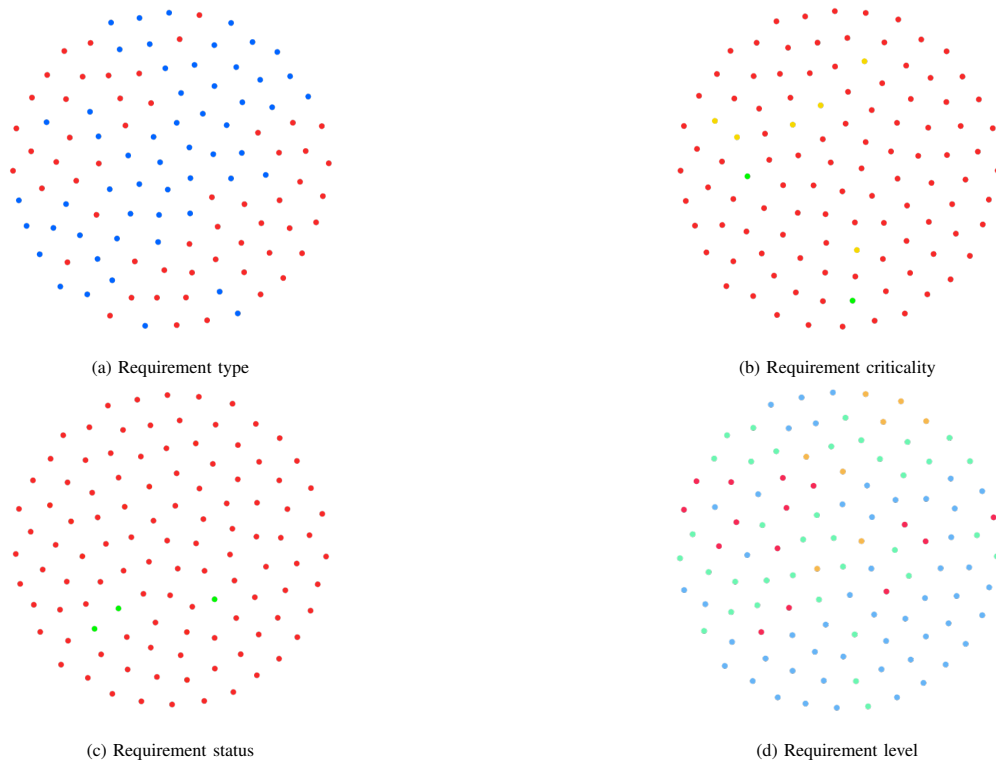 (a) Requirement type
(b) Requirement criticality
(c) Requirement status
(d) Requirement level